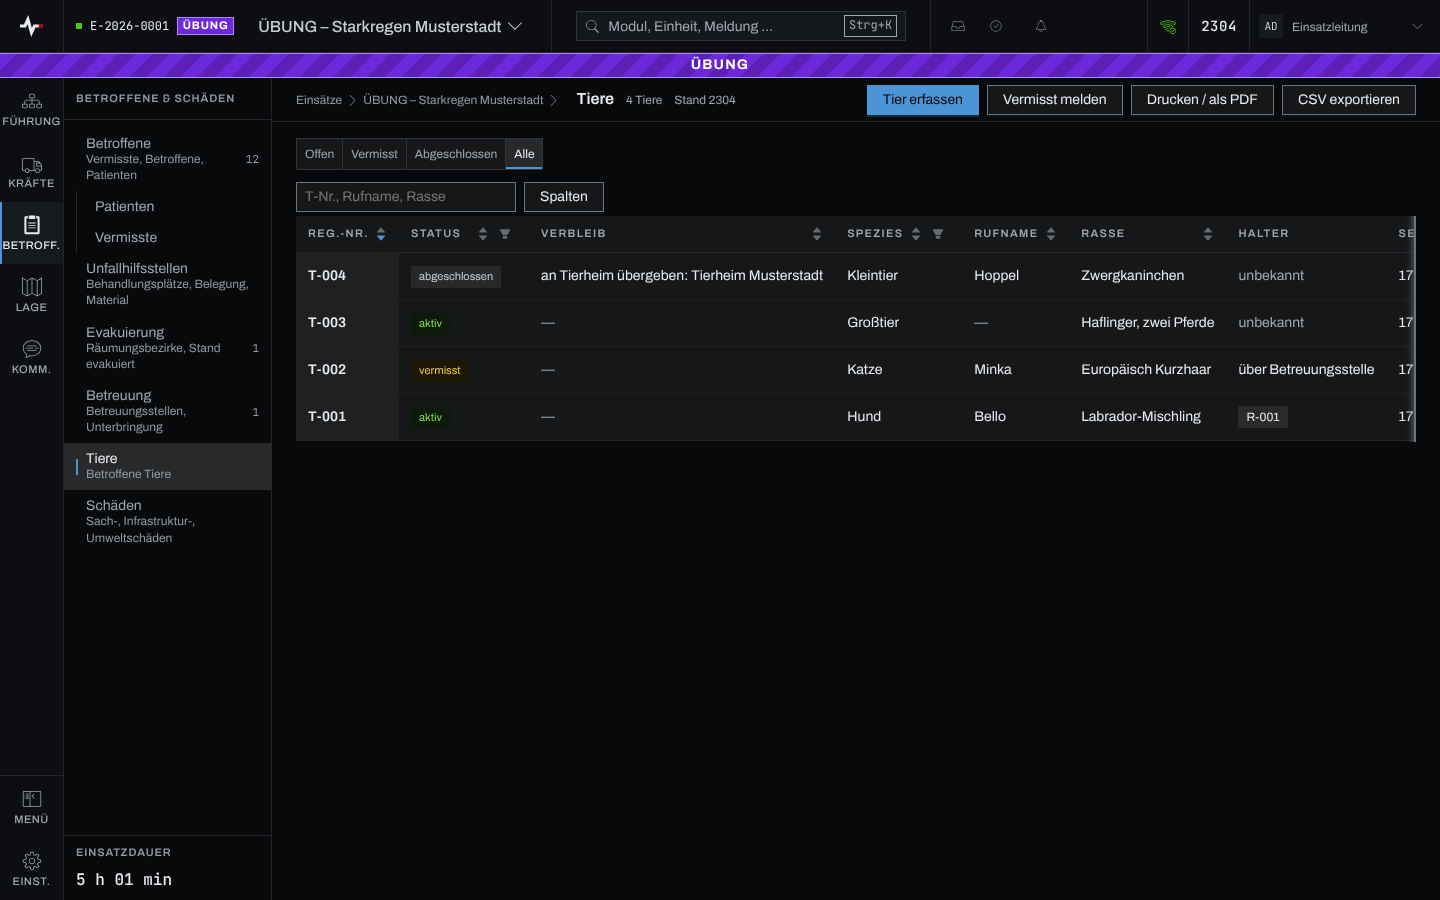 E-2026-0001 ÜBUNG ÜBUNG – Starkregen Musterstadt Modul, Einheit, Meldung ... Strg+K 2304 AD Einsatzleitung
ÜBUNG
FÜHRUNG
KRÄFTE
BETROFF.
LAGE
KOMM.
MENÜ
EINST.
BETROFFENE & SCHÄDEN
Betroffene
Vermisste, Betroffene, 12
Patienten
Patienten
Vermisste
Unfallhilfsstellen
Behandlungsplätze, Belegung,
Material
Evakuierung
Räumungsbezirke, Stand 1
evakuiert
Betreuung
Betreuungsstellen, 1
Unterbringung
Tiere
Betroffene Tiere
Schäden
Sach-, Infrastruktur-,
Umweltschäden
EINSATZDAUER
5 h 01 min
Einsätze ÜBUNG – Starkregen Musterstadt Tiere 4 Tiere Stand 2304 Tier erfassen Vermisst melden Drucken / als PDF CSV exportieren
Offen Vermisst Abgeschlossen Alle
T-Nr., Rufname, Rasse Spalten
REG.-NR. STATUS VERBLEIB SPEZIES RUFNAME RASSE HALTER SE
T-004 abgeschlossen an Tierheim übergeben: Tierheim Musterstadt Kleintier Hoppel Zwergkaninchen unbekannt 17
T-003 aktiv — Großtier — Haflinger, zwei Pferde unbekannt 17
T-002 vermisst — Katze Minka Europäisch Kurzhaar über Betreuungsstelle 17
T-001 aktiv — Hund Bello Labrador-Mischling R-001 17